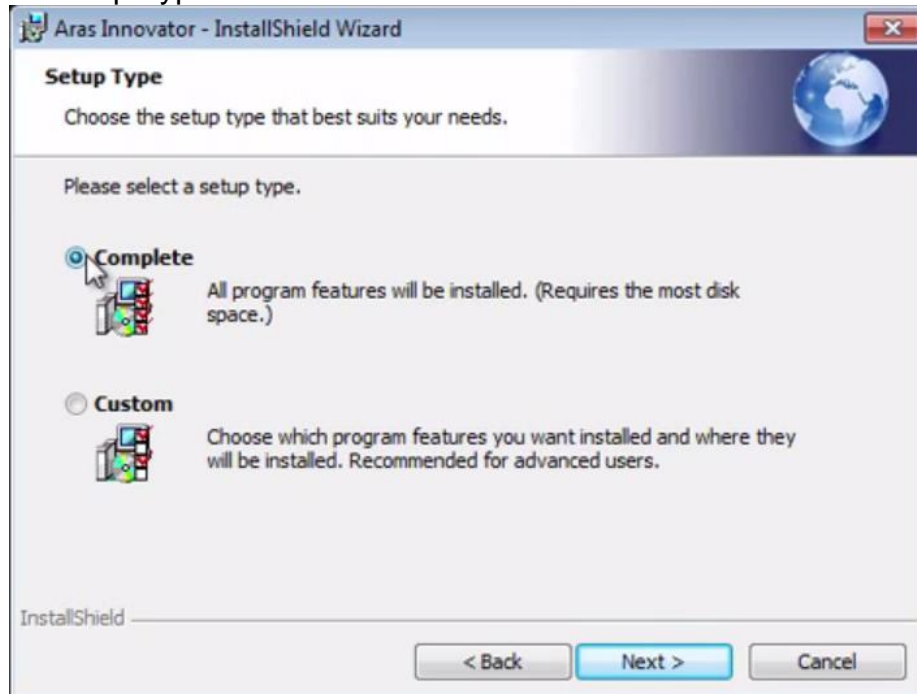 Aras Innovator - InstallShield Wizard
Setup Type
Choose the setup type that best suits your needs.
Please select a setup type.
Complete
All program features will be installed. (Requires the most disk
space.)
Custom
Choose which program features you want installed and where they
will be installed. Recommended for advanced users.
InstallShield
< Back
Next >
Cancel